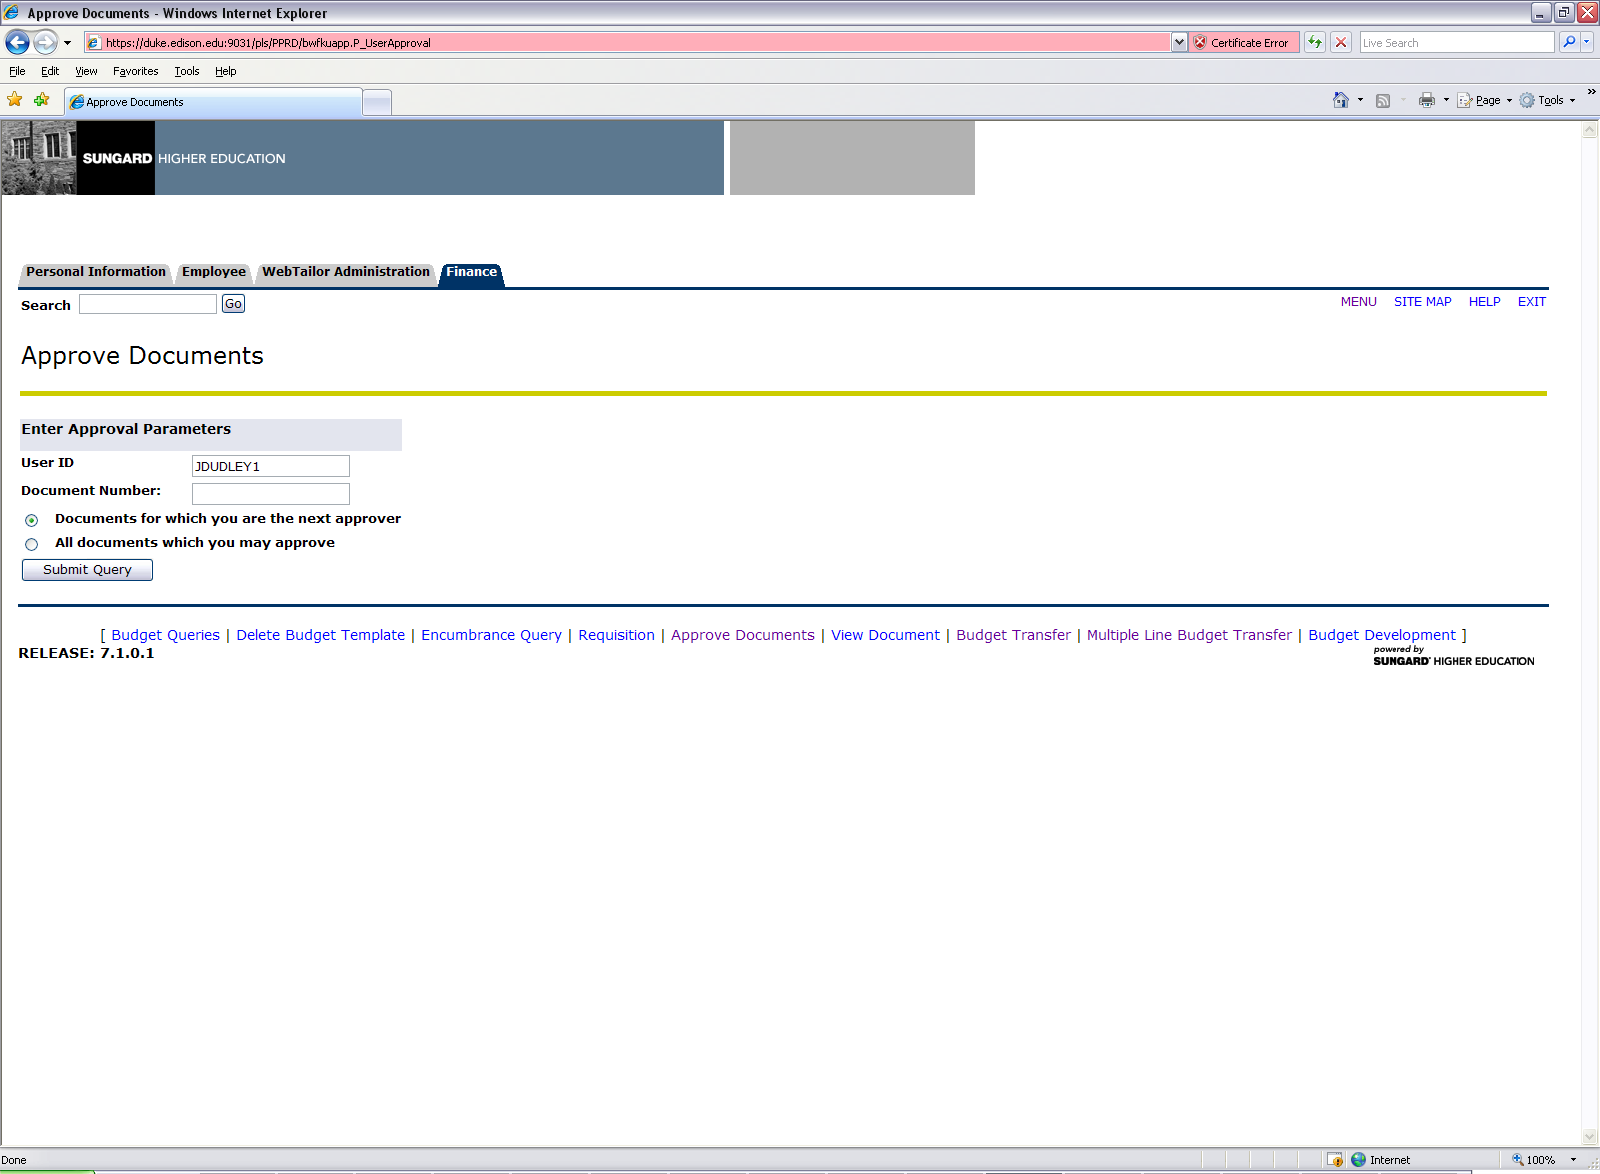 Approve Documents - Windows Internet Explorer
https://duke.edison.edu:9031/pls/PPRD/bwfkuapp.P_UserApproval
Certificate Error
Live Search
File Edit View Favorites Tools Help
Approve Documents
Page Tools »
SUNGARD HIGHER EDUCATION
Personal Information Employee WebTailor Administration Finance
Search Go
MENU SITE MAP HELP EXIT
Approve Documents
Enter Approval Parameters
User ID JDUDLEY1
Document Number:
Documents for which you are the next approver
All documents which you may approve
Submit Query
[ Budget Queries | Delete Budget Template | Encumbrance Query | Requisition | Approve Documents | View Document | Budget Transfer | Multiple Line Budget Transfer | Budget Development ]
RELEASE: 7.1.0.1
powered by
SUNGARD® HIGHER EDUCATION
Done Internet 100%